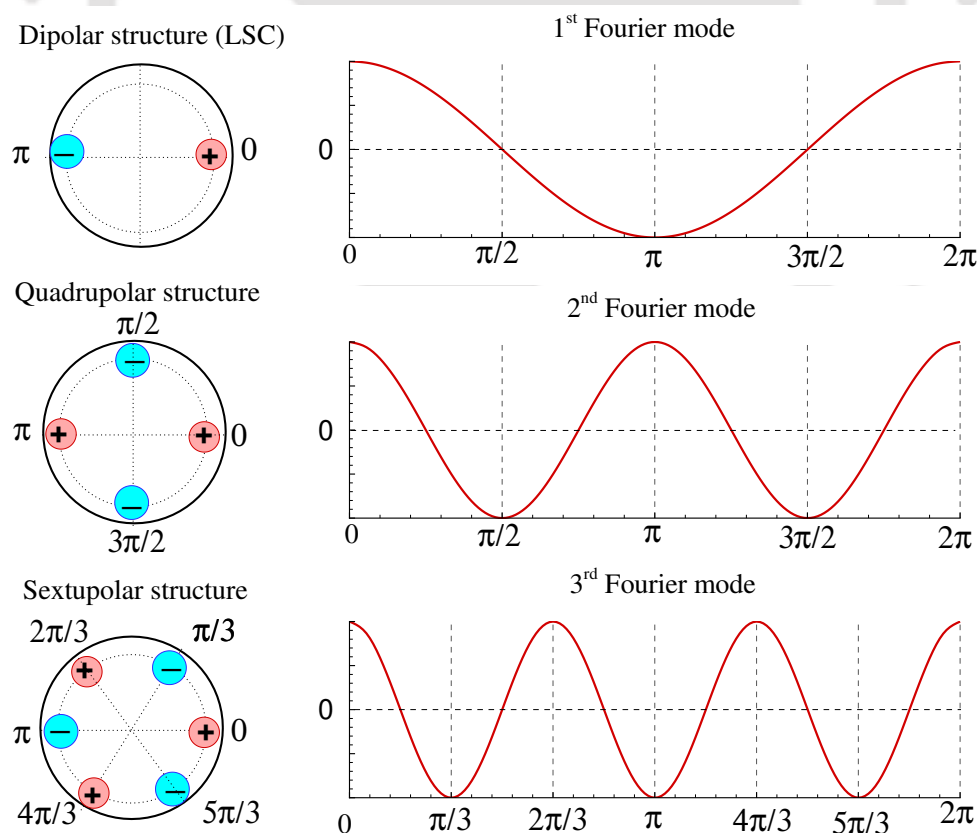 Dipolar structure (LSC)
1st Fourier mode
π − + 0
0
0 π/2 π 3π/2 2π
Quadrupolar structure
π/2
2nd Fourier mode
−
π + + 0
−
3π/2
0
0 π/2 π 3π/2 2π
Sextupolar structure
3rd Fourier mode
2π/3 π/3
+ −
π − + 0
+ −
4π/3 5π/3
0
0 π/3 2π/3 π 4π/3 5π/3 2π